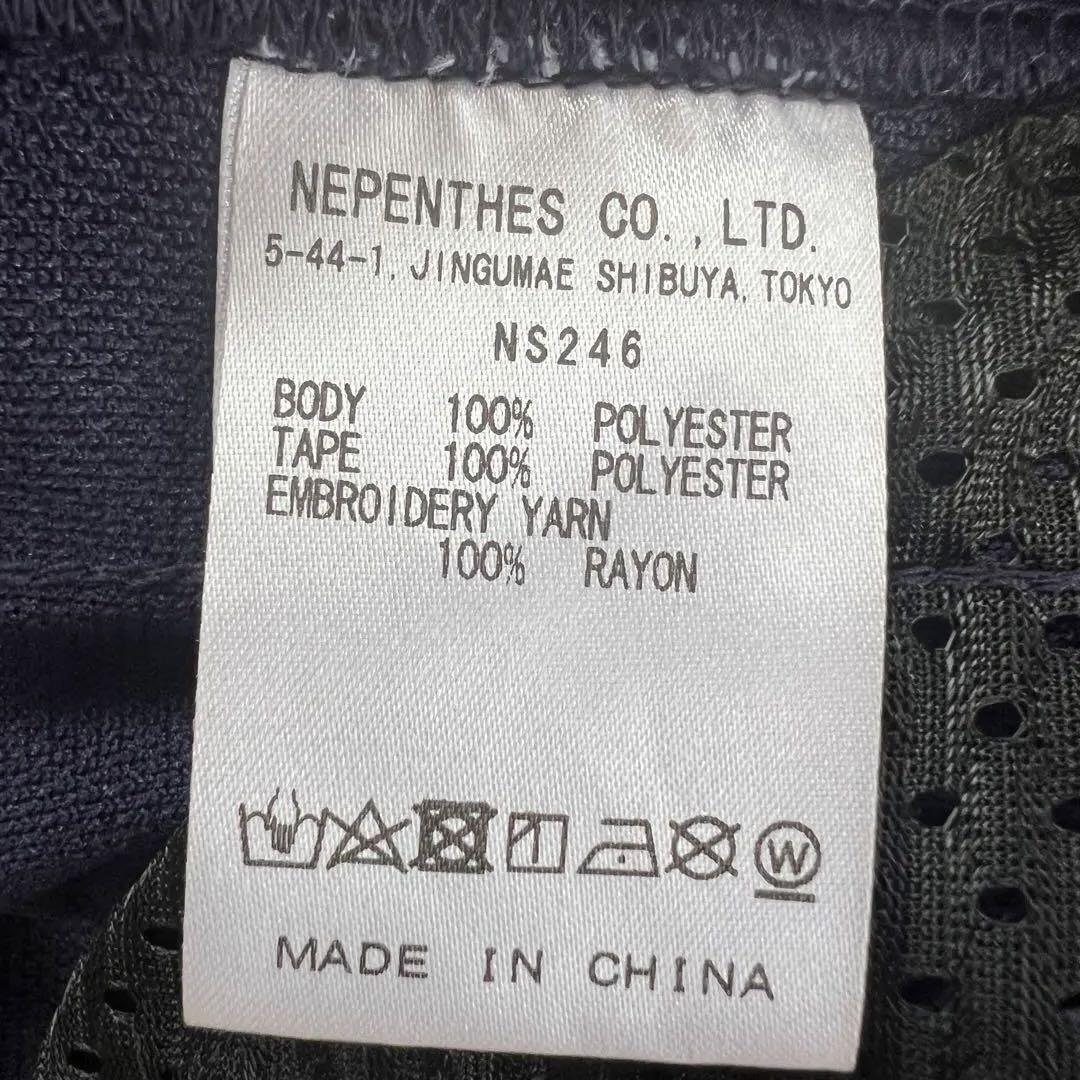 NEPENTHES CO., LTD.
5-44-1, JINGUMAE SHIBUYA, TOKYO
NS246
BODY 100% POLYESTER
TAPE 100% POLYESTER
EMBROIDERY YARN
100% RAYON
W
MADE IN CHINA